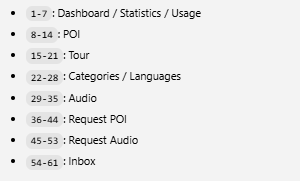 • 1-7: Dashboard / Statistics / Usage
• 8-14 : POI
• 15-21 : Tour
• 22-28 : Categories / Languages
• 29-35 : Audio
• 36-44 : Request POI
• 45-53 : Request Audio
• 54-61 : Inbox